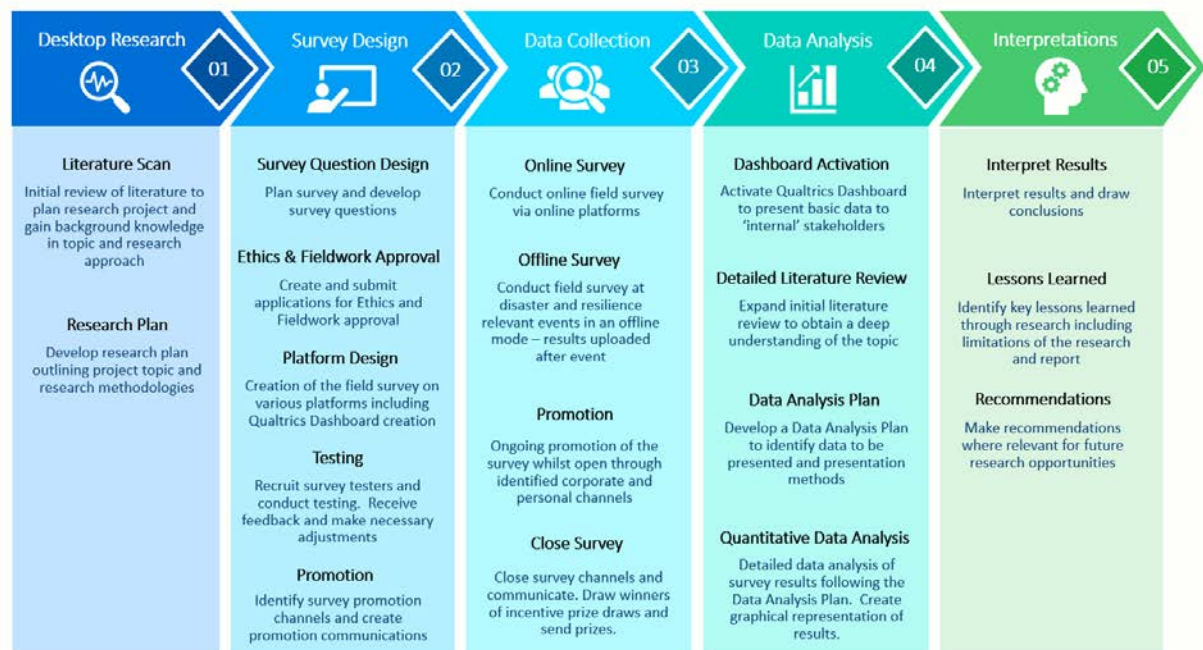 Desktop Research
01
Literature Scan
Initial review of literature to
plan research project and
gain background knowledge
in topic and research
approach
Research Plan
Develop research plan
outlining project topic and
research methodologies
Survey Design
02
Survey Question Design
Plan survey and develop
survey questions
Ethics & Fieldwork Approval
Create and submit
applications for Ethics and
Fieldwork approval
Platform Design
Creation of the field survey on
various platforms including
Qualtrics Dashboard creation
Testing
Recruit survey testers and
conduct testing.  Receive
feedback and make necessary
adjustments
Promotion
Identify survey promotion
channels and create
promotion communications
Data Collection
03
Online Survey
Conduct online field survey
via online platforms
Offline Survey
Conduct field survey at
disaster and resilience
relevant events in an offline
mode – results uploaded
after event
Promotion
Ongoing promotion of the
survey whilst open through
identified corporate and
personal channels
Close Survey
Close survey channels and
communicate. Draw winners
of incentive prize draws and
send prizes.
Data Analysis
04
Dashboard Activation
Activate Qualtrics Dashboard
to present basic data to
‘internal’ stakeholders
Detailed Literature Review
Expand initial literature
review to obtain a deep
understanding of the topic
Data Analysis Plan
Develop a Data Analysis Plan
to identify data to be
presented and presentation
methods
Quantitative Data Analysis
Detailed data analysis of
survey results following the
Data Analysis Plan.  Create
graphical representation of
results.
Interpretations
05
Interpret Results
Interpret results and draw
conclusions
Lessons Learned
Identify key lessons learned
through research including
limitations of the research
and report
Recommendations
Make recommendations
where relevant for future
research opportunities